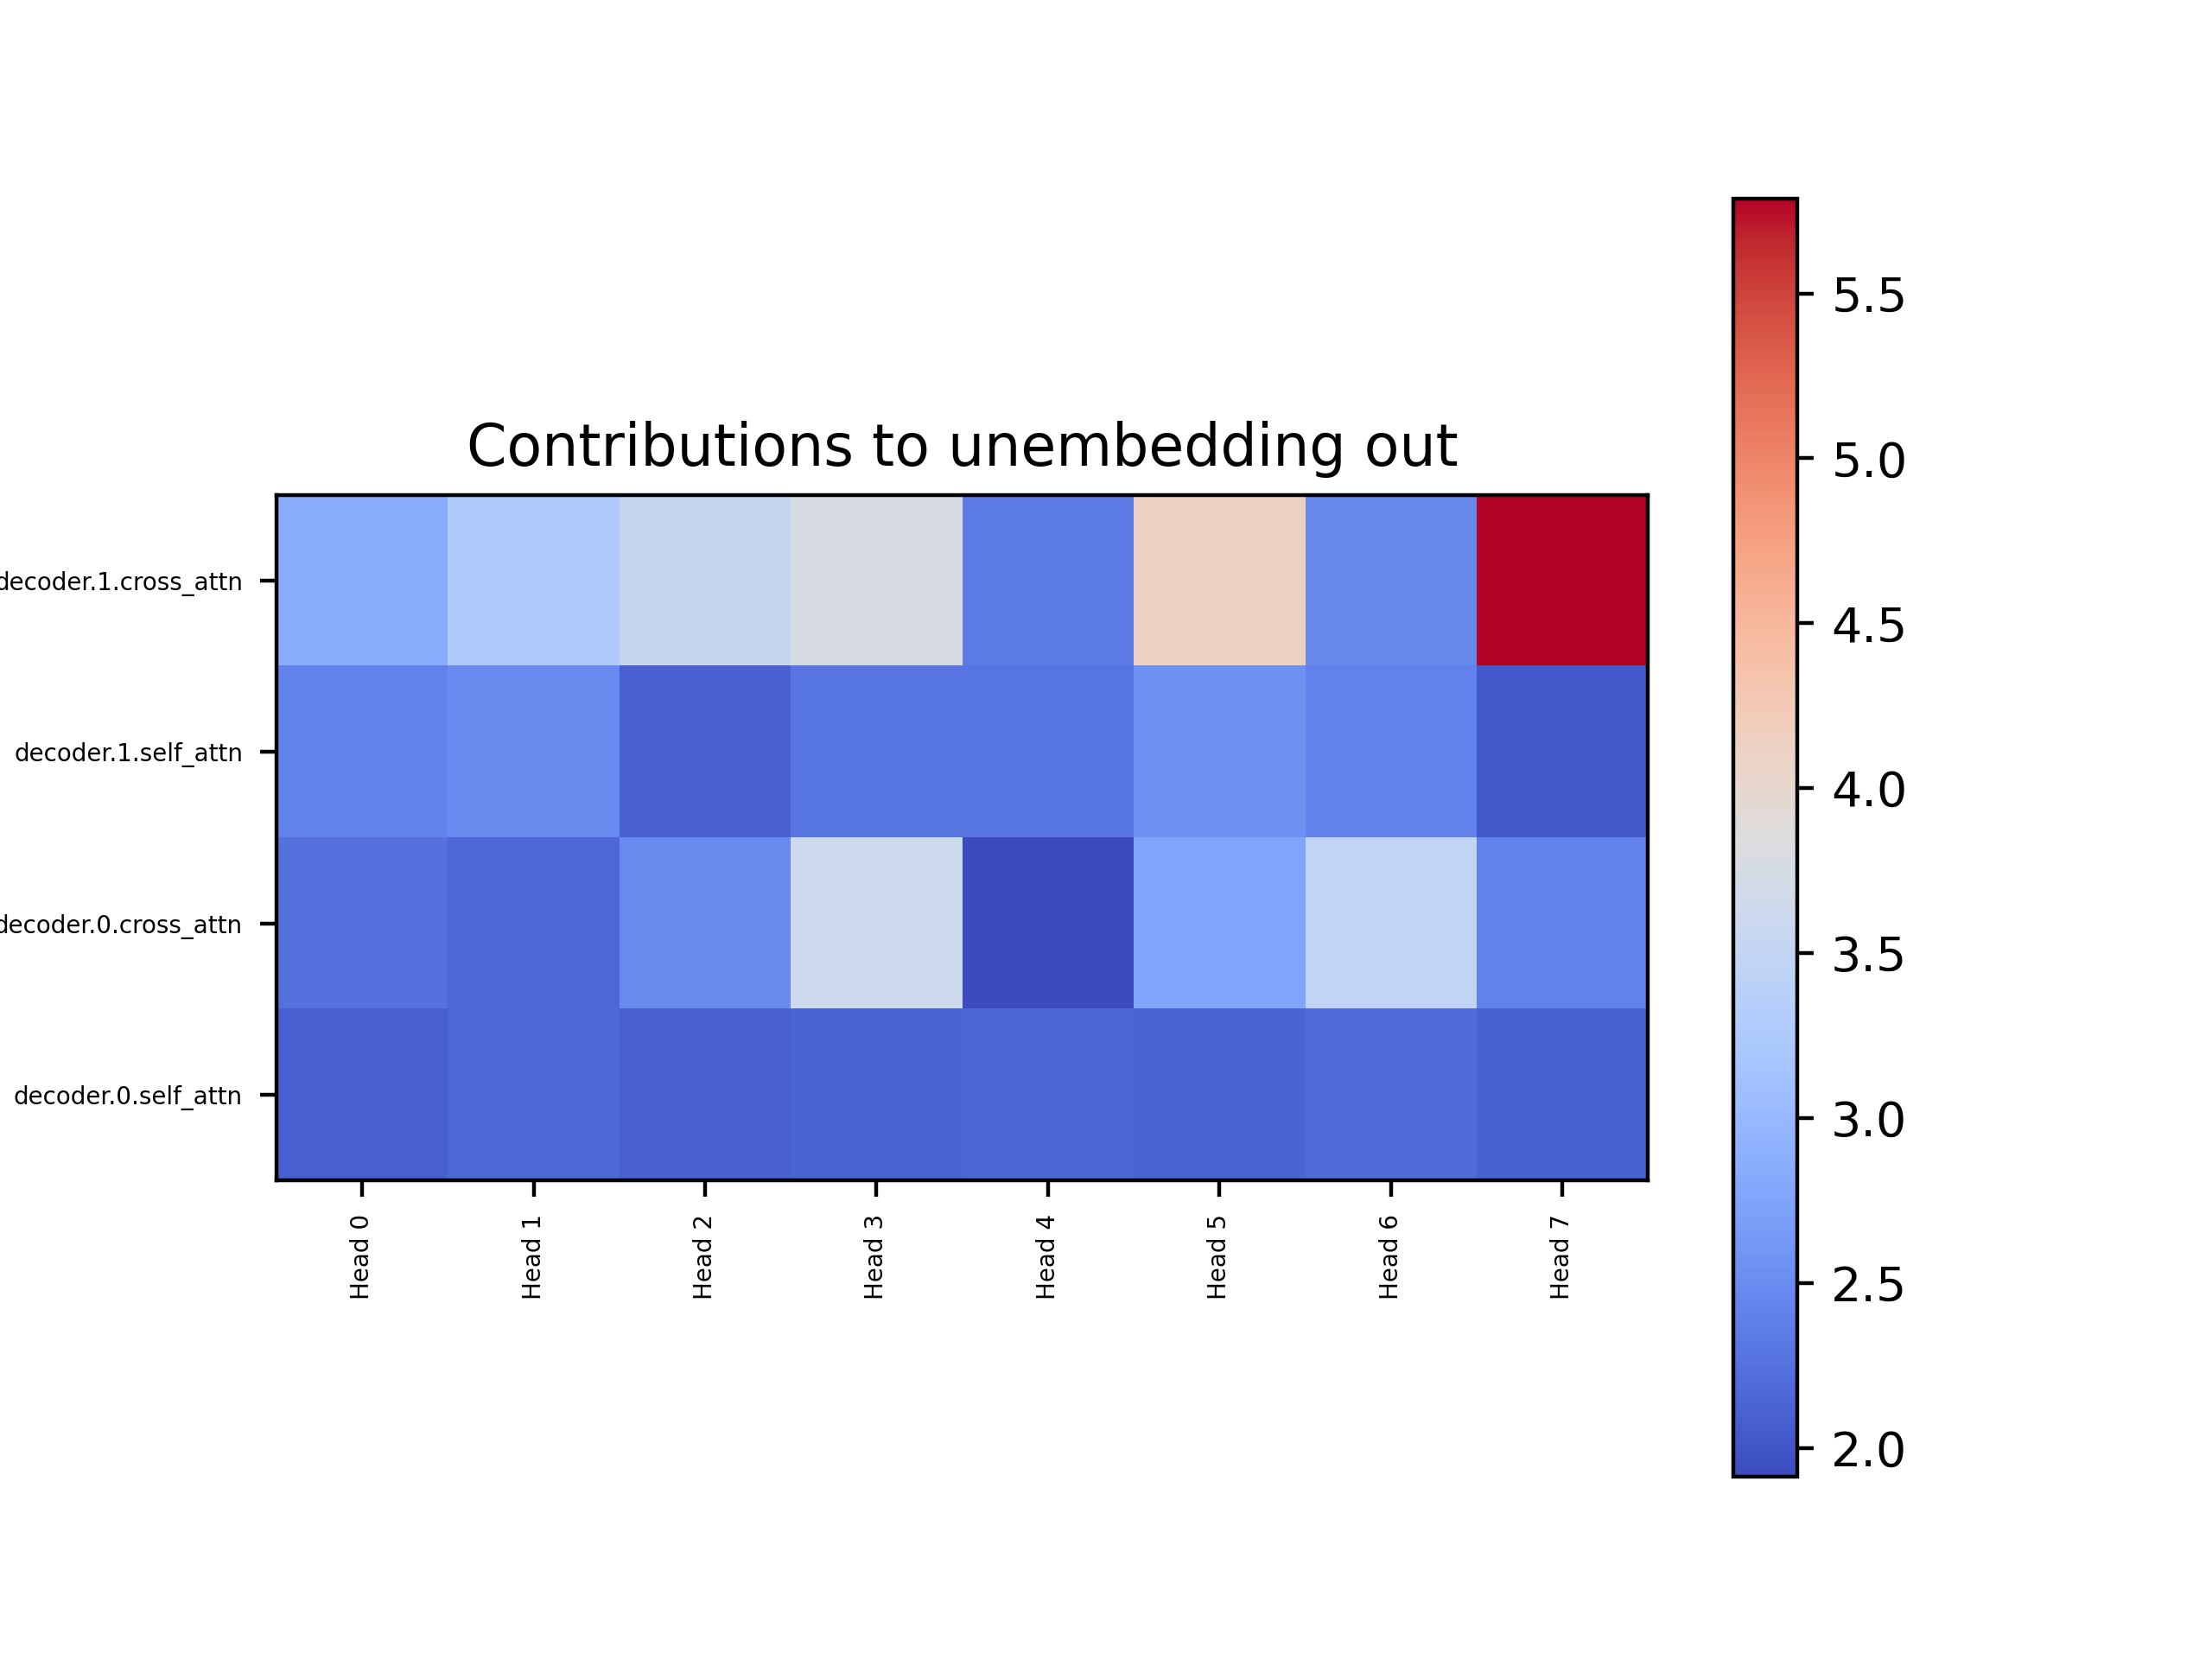 Contributions to unembedding out
decoder.1.cross_attn
decoder.1.self_attn
decoder.0.cross_attn
decoder.0.self_attn
Head 0
Head 1
Head 2
Head 3
Head 4
Head 5
Head 6
Head 7
5.5
5.0
4.5
4.0
3.5
3.0
2.5
2.0